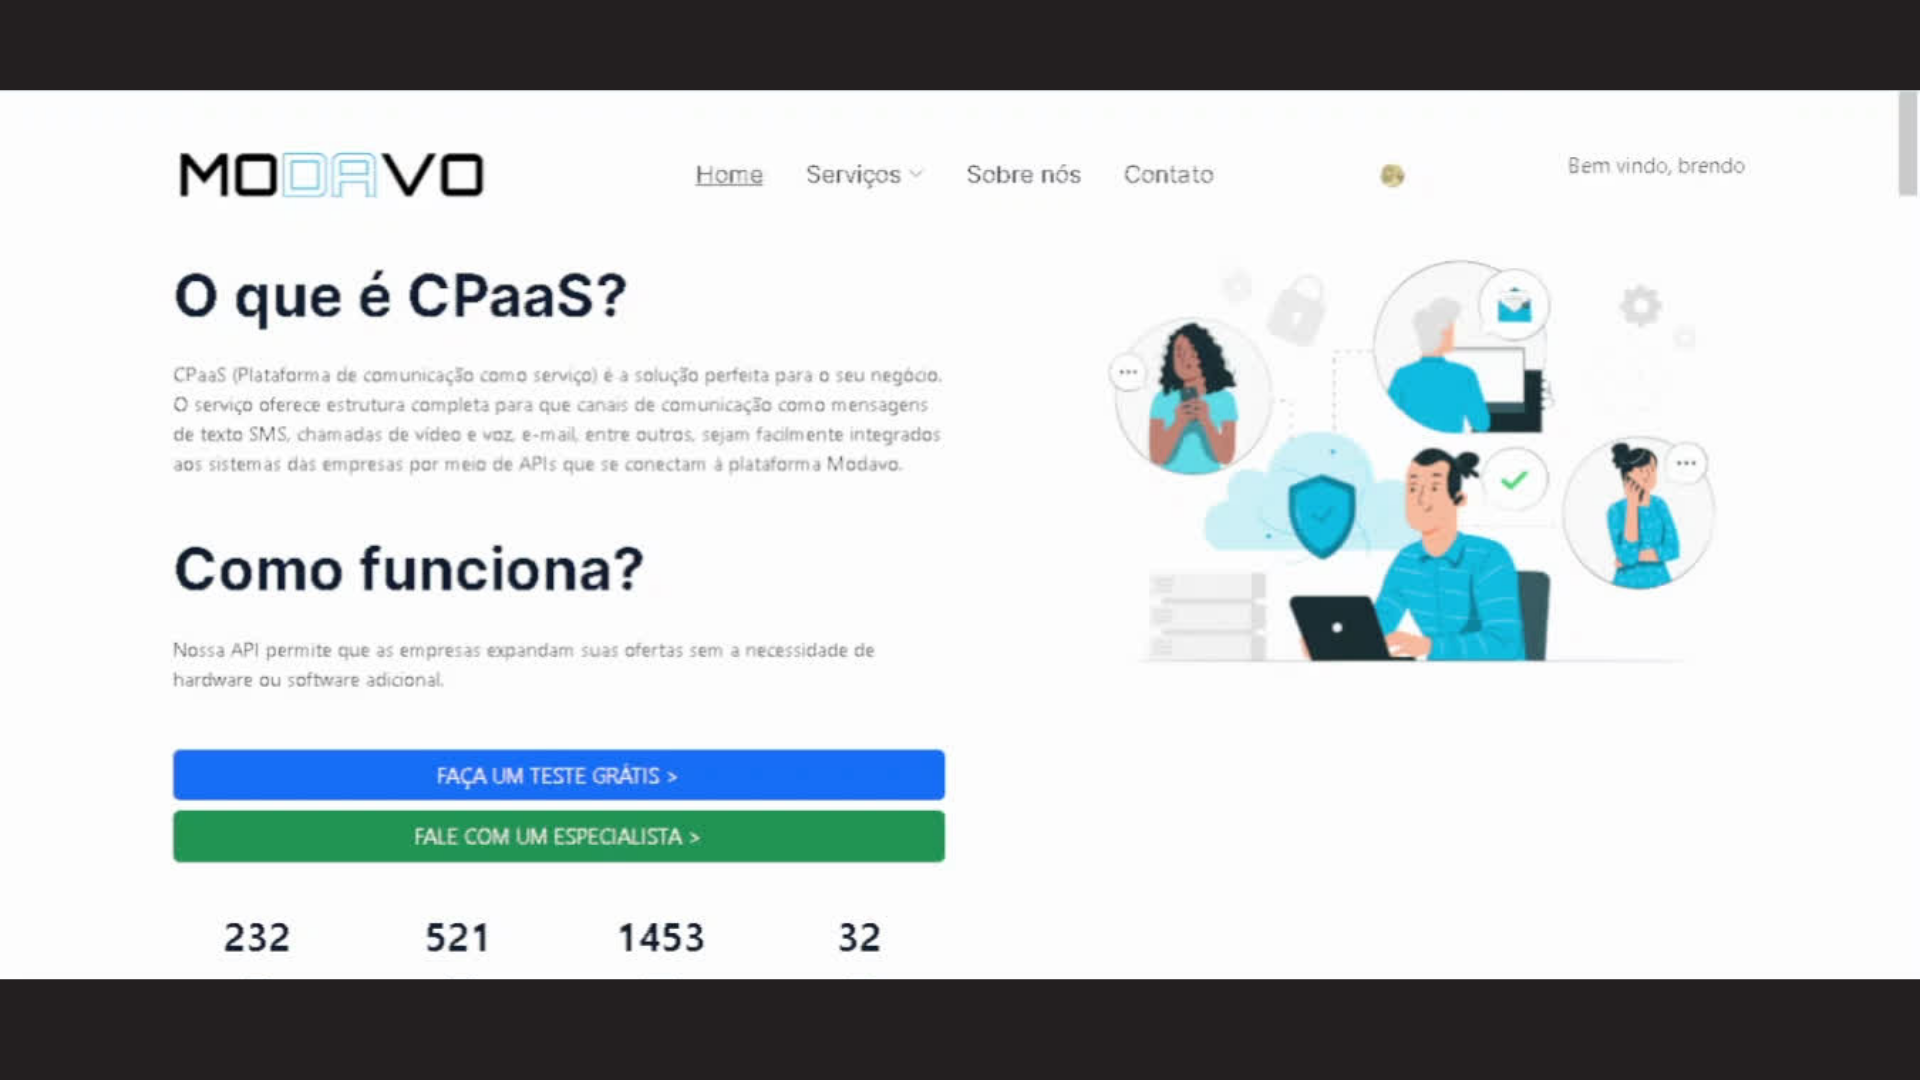 MODAVO
Home Serviços Sobre nós Contato
Bem vindo, brendo
O que é CPaaS?
CPaaS (Plataforma de comunicação como serviço) é a solução perfeita para o seu negócio.
O serviço oferece estrutura completa para que canais de comunicação como mensagens
de texto SMS, chamadas de vídeo e voz, e-mail, entre outros, sejam facilmente integrados
aos sistemas das empresas por meio de APIs que se conectam à plataforma Modavo.
Como funciona?
Nossa API permite que as empresas expandam suas ofertas sem a necessidade de
hardware ou software adicional.
FAÇA UM TESTE GRÁTIS >
FALE COM UM ESPECIALISTA >
232 521 1453 32